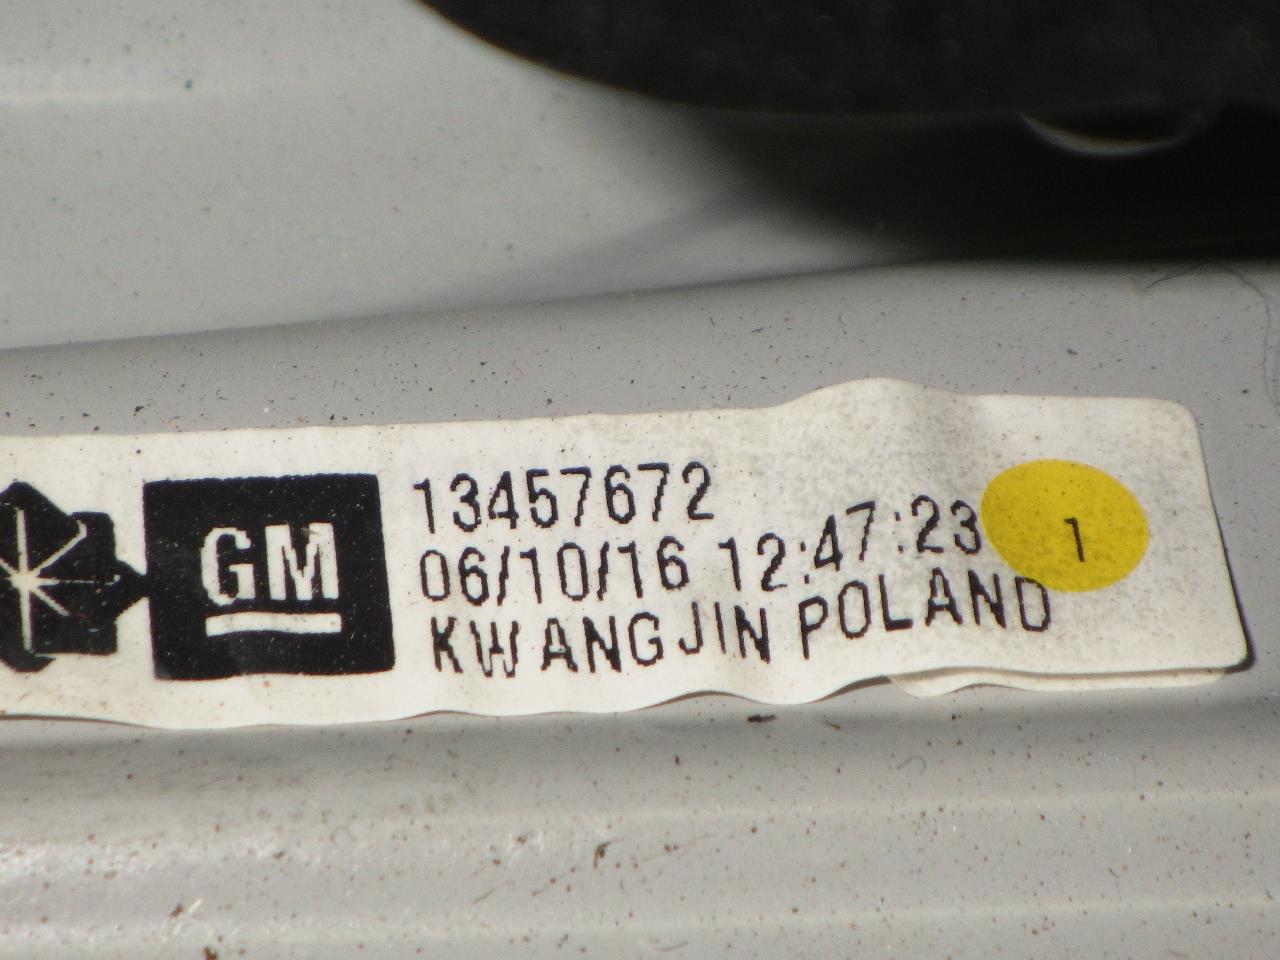 GM
13457672
06/10/16 12:47:23
KWANGJIN POLAND
1